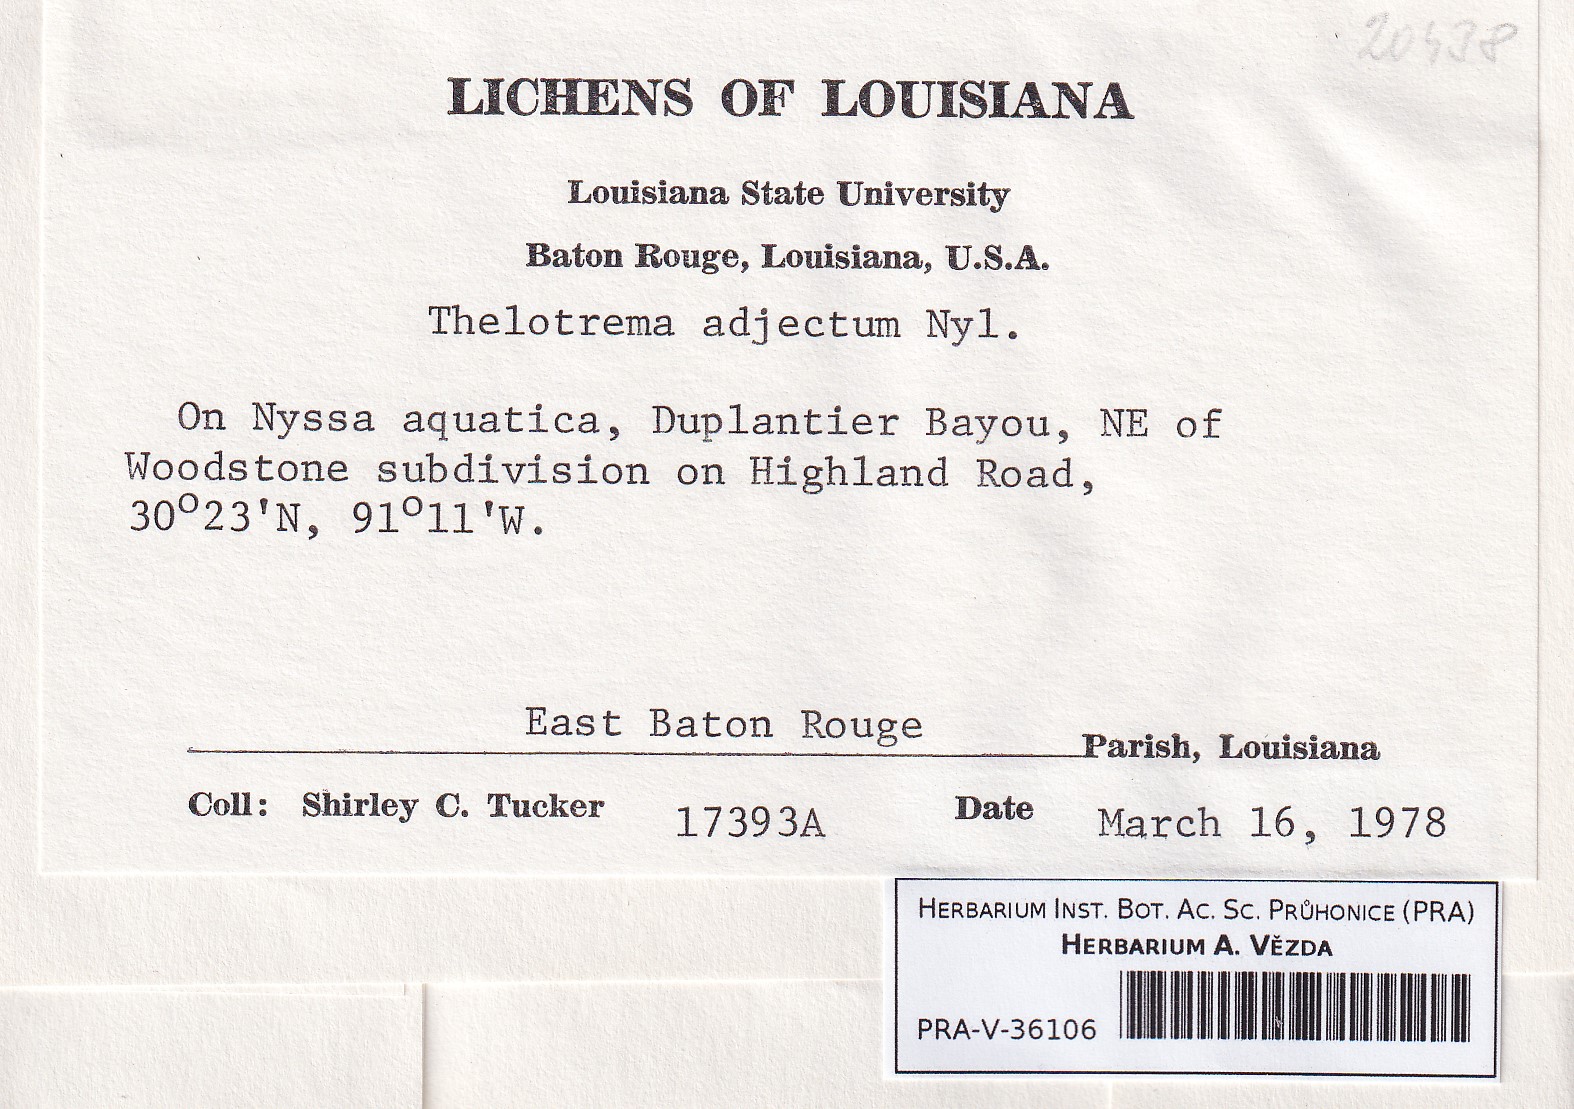 20438
LICHENS OF LOUISIANA
Louisiana State University
Baton Rouge, Louisiana, U.S.A.
Thelotrema adjectum Nyl.
On Nyssa aquatica, Duplantier Bayou, NE of
Woodstone subdivision on Highland Road,
30°23'N, 91°11'W.
East Baton Rouge Parish, Louisiana
Coll: Shirley C. Tucker 17393A Date March 16, 1978
HERBARIUM INST. BOT. AC. SC. PRŮHONICE (PRA)
HERBARIUM A. VĚZDA
PRA-V-36106